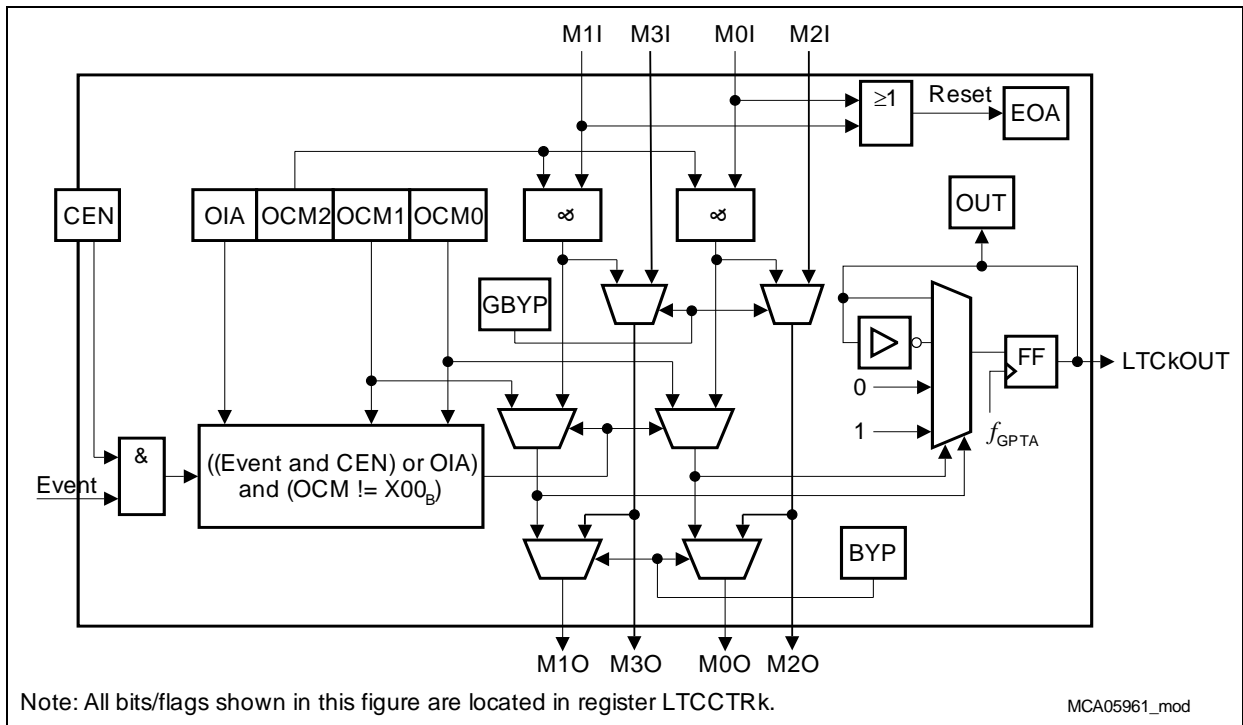 M1I M3I M0I M2I
≥1
Reset
EOA
CEN
OIA OCM2 OCM1 OCM0
& &
OUT
GBYP
FF
LTCkOUT
0
1
fGPTA
&
Event
((Event and CEN) or OIA)
and (OCM != X00B)
BYP
M1O M3O M0O M2O
Note: All bits/flags shown in this figure are located in register LTCCTRk.
MCA05961_mod